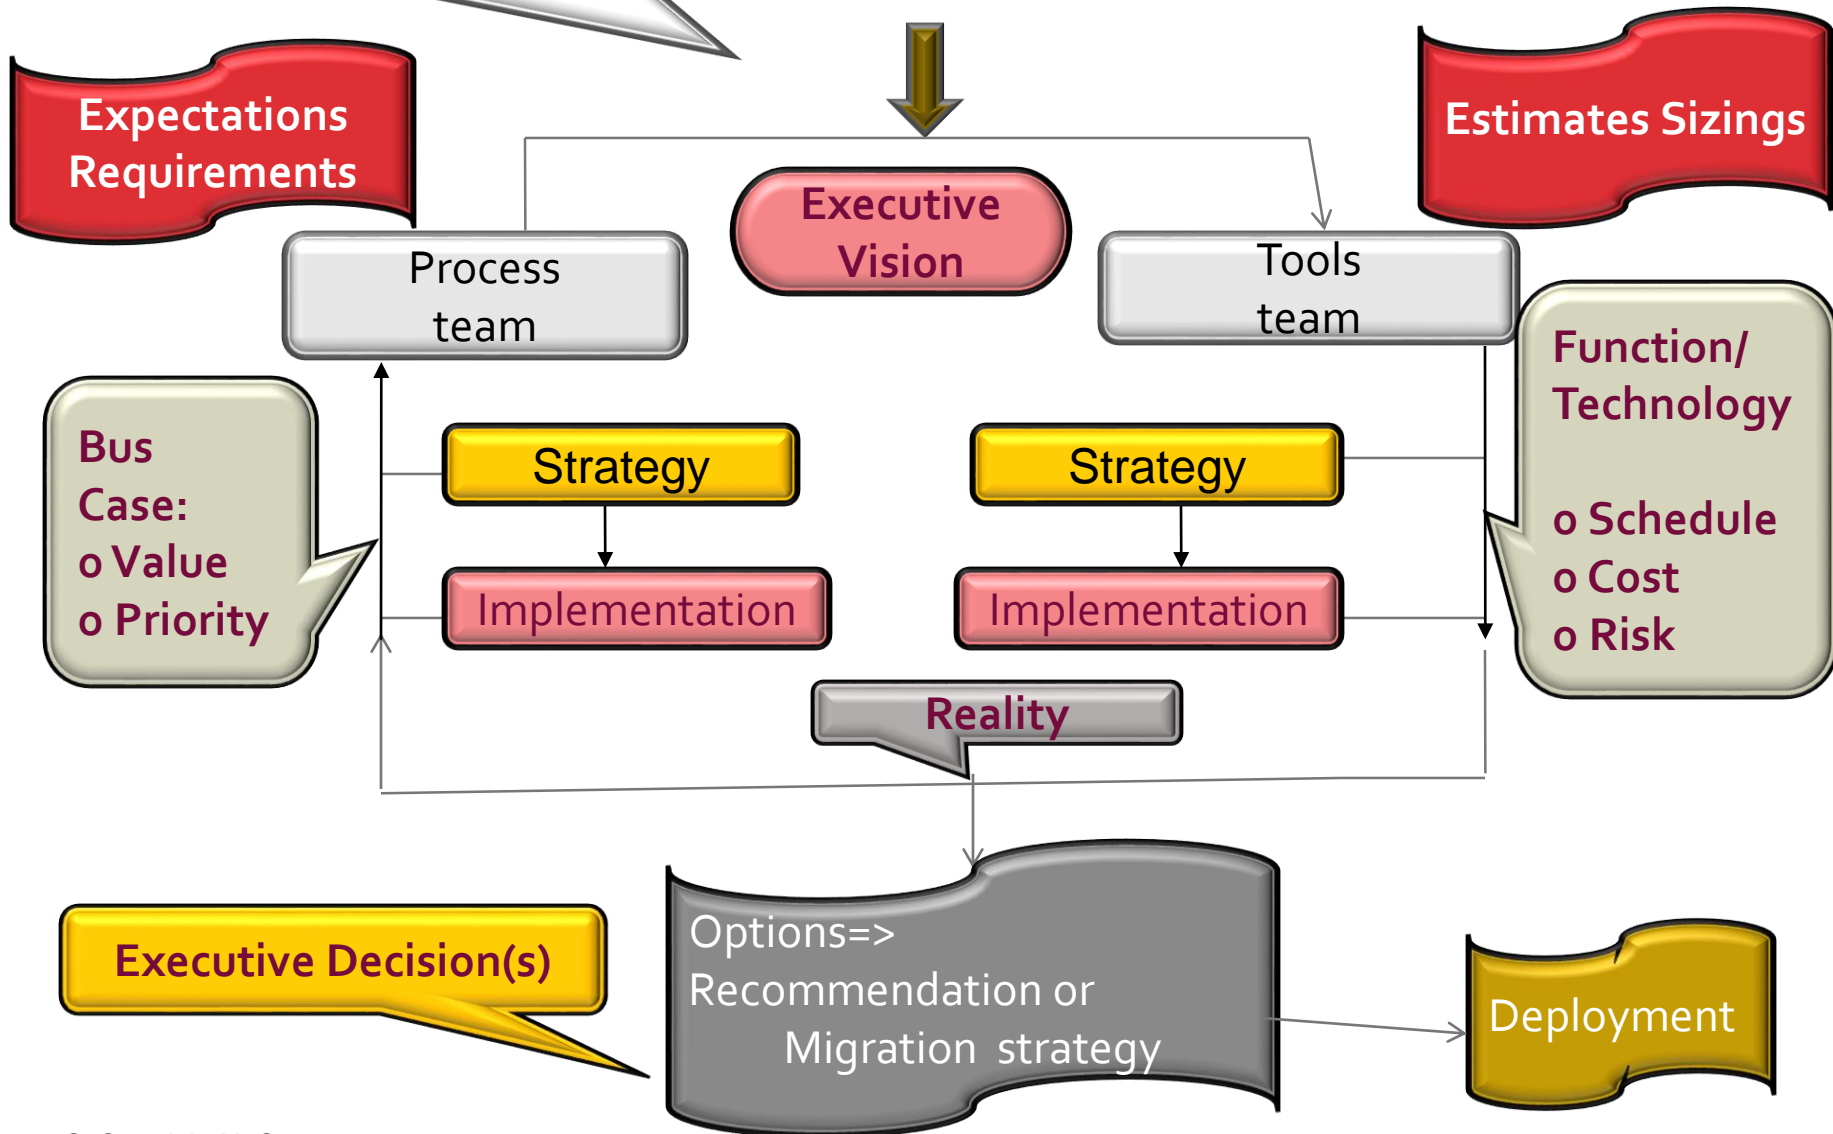 Expectations
Requirements
Estimates Sizings
Executive
Vision
Process
team
Tools
team
Function/
Technology
o Schedule
o Cost
o Risk
Bus
Case:
o Value
o Priority
Strategy
Strategy
Implementation
Implementation
Reality
Executive Decision(s)
Options=>
Recommendation or
Migration strategy
Deployment